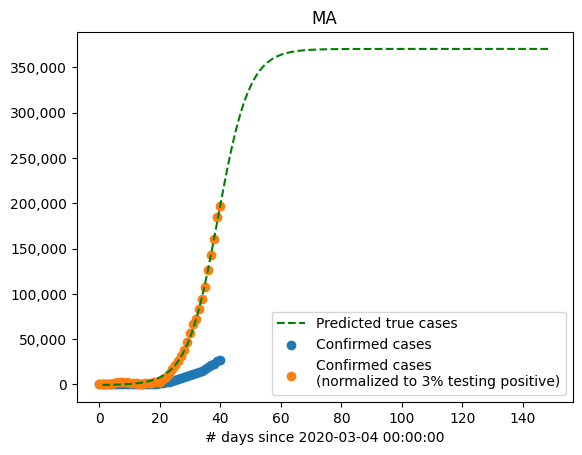 MA
350,000
300,000
250,000
200,000
150,000
100,000
50,000
0
0 20 40 60 80 100 120 140
# days since 2020-03-04 00:00:00
Predicted true cases
Confirmed cases
Confirmed cases
(normalized to 3% testing positive)